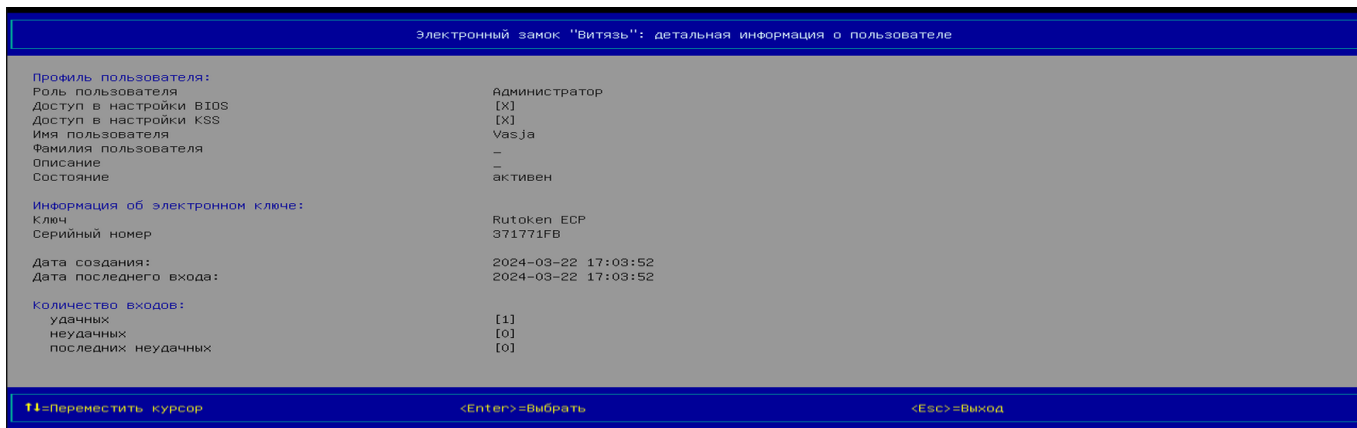 Электронный замок "Витязь": детальная информация о пользователе
Профиль пользователя:
Роль пользователя Администратор
Доступ в настройки BIOS [X]
Доступ в настройки KSS [X]
Имя пользователя Vasja
Фамилия пользователя _
Описание _
Состояние активен
Информация об электронном ключе:
Ключ Rutoken ECP
Серийный номер 371771FB
Дата создания: 2024-03-22 17:03:52
Дата последнего входа: 2024-03-22 17:03:52
Количество входов:
удачных [1]
неудачных [0]
последних неудачных [0]
↑↓=Переместить курсор <Enter>=Выбрать <Esc>=Выход